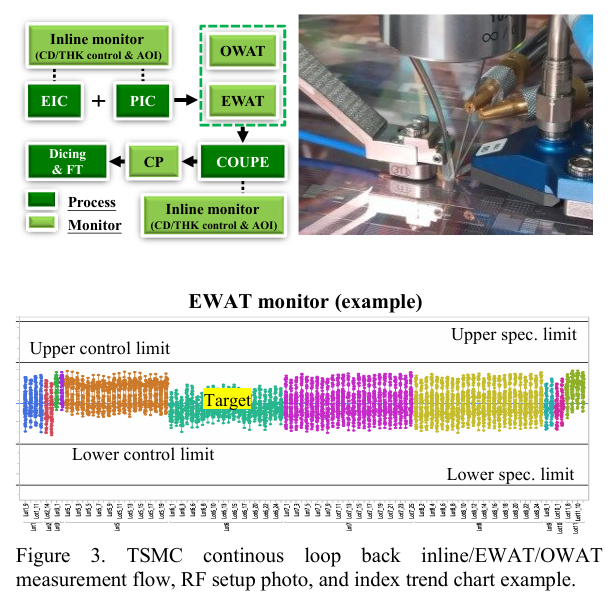 Inline monitor
(CD/THK control & AOI)
OWAT
EIC + PIC
EWAT
Dicing
& FT
CP
COUPE
Process
Monitor
Inline monitor
(CD/THK control & AOI)
EWAT monitor (example)
Upper spec. limit
Upper control limit
Target
Lower control limit
Lower spec. limit
Figure 3. TSMC continous loop back inline/EWAT/OWAT
measurement flow, RF setup photo, and index trend chart example.